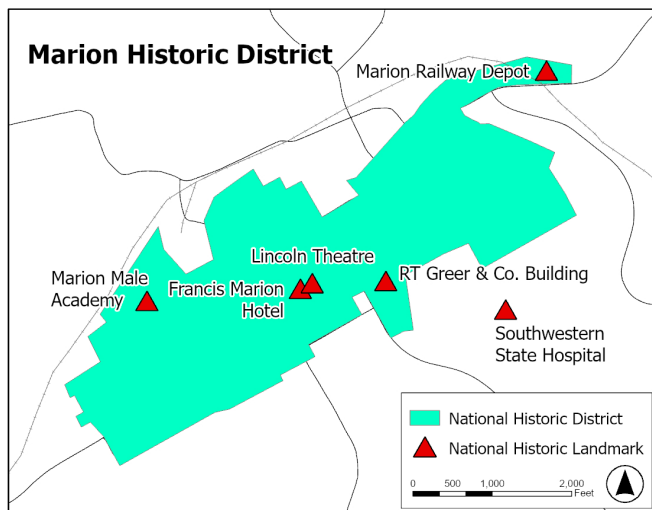 Marion Historic District
Marion Railway Depot
Lincoln Theatre
Marion Male
Academy
Francis Marion
Hotel
RT Greer & Co. Building
Southwestern
State Hospital
National Historic District
National Historic Landmark
0 500 1,000 2,000
Feet